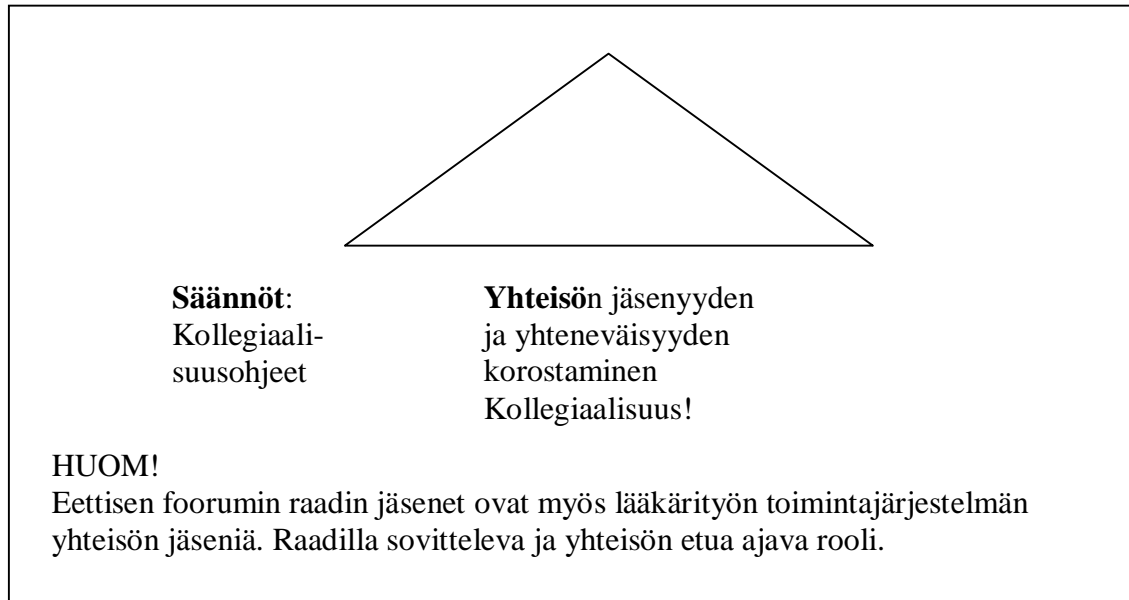 Säännöt:
Kollegiaali-
suusohjeet
Yhteisön jäsenyyden
ja yhteneväisyyden
korostaminen
Kollegiaalisuus!
HUOM!
Eettisen foorumin raadin jäsenet ovat myös lääkärityön toimintajärjestelmän
yhteisön jäseniä. Raadilla sovitteleva ja yhteisön etua ajava rooli.